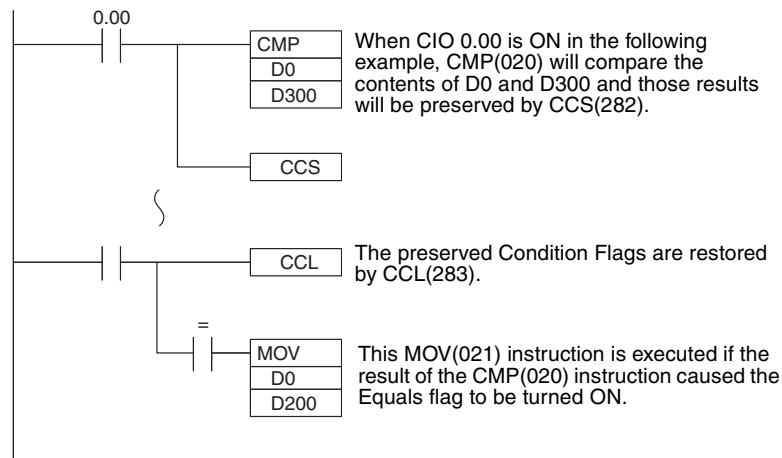 0.00
CMP
D0
D300
When CIO 0.00 is ON in the following
example, CMP(020) will compare the
contents of D0 and D300 and those results
will be preserved by CCS(282).
CCS
CCL
The preserved Condition Flags are restored
by CCL(283).
=
MOV
D0
D200
This MOV(021) instruction is executed if the
result of the CMP(020) instruction caused the
Equals flag to be turned ON.